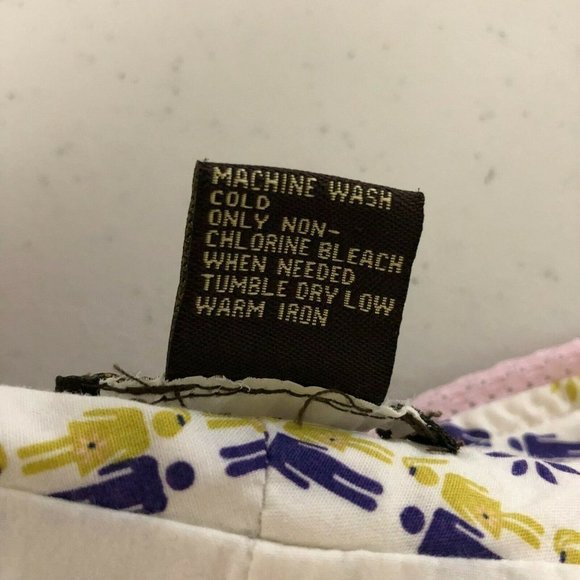 MACHINE WASH
COLD
ONLY NON-
CHLORINE BLEACH
WHEN NEEDED
TUMBLE DRY LOW
WARM IRON